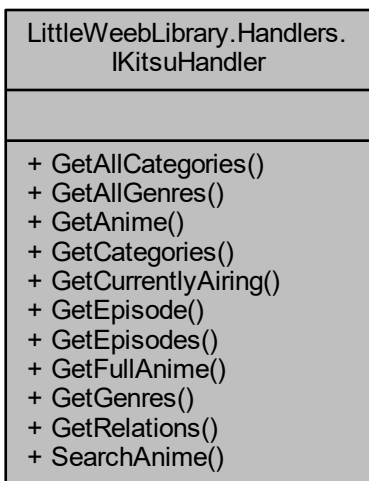 LittleWeebLibrary.Handlers.
IKitsuHandler
+ GetAllCategories()
+ GetAllGenres()
+ GetAnime()
+ GetCategories()
+ GetCurrentlyAiring()
+ GetEpisode()
+ GetEpisodes()
+ GetFullAnime()
+ GetGenres()
+ GetRelations()
+ SearchAnime()